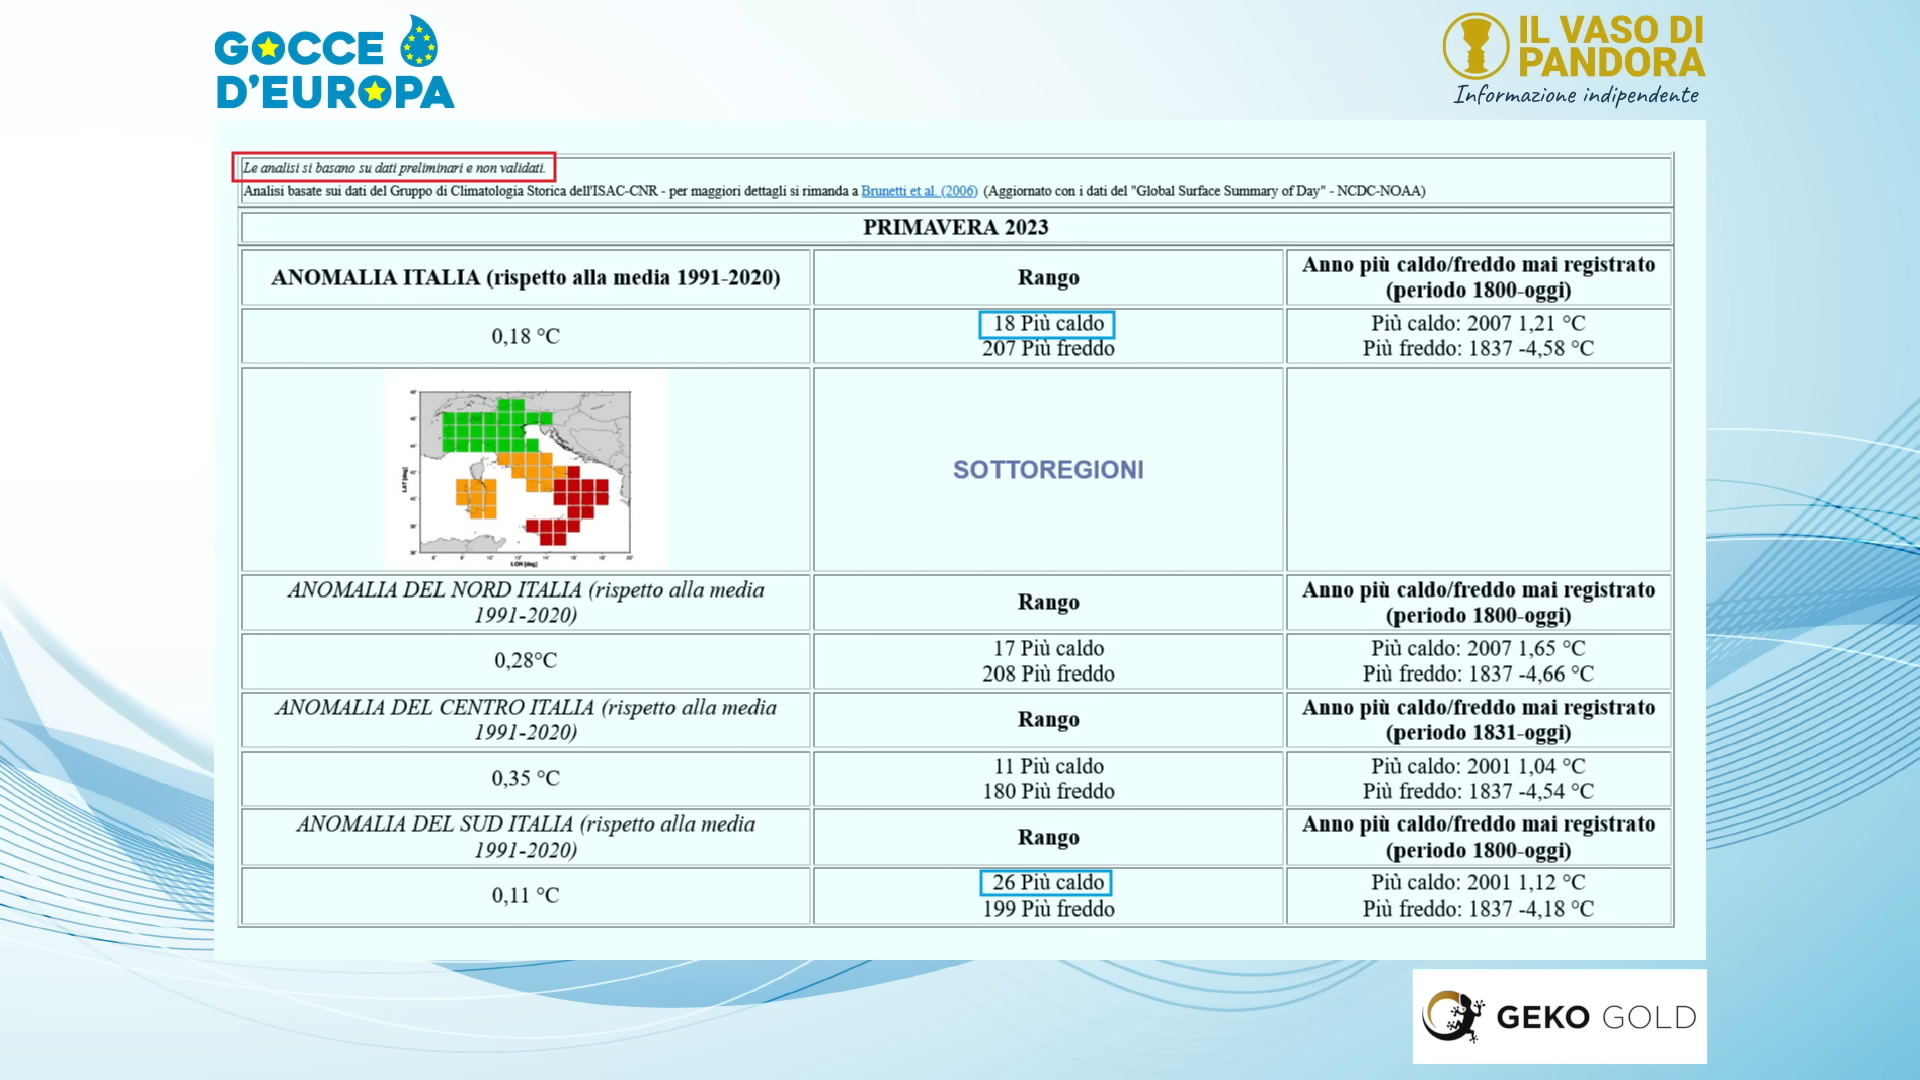 GOCCE
D'EUROPA
IL VASO DI
PANDORA
Informazione indipendente
Le analisi si basano su dati preliminari e non validati.
Analisi basate sui dati del Gruppo di Climatologia Storica dell'ISAC-CNR - per maggiori dettagli si rimanda a Brunetti et al. (2006) (Aggiornato con i dati del "Global Surface Summary of Day" - NCDC-NOAA)
PRIMAVERA 2023
ANOMALIA ITALIA (rispetto alla media 1991-2020)
Rango
Anno più caldo/freddo mai registrato
(periodo 1800-oggi)
0,18 °C
18 Più caldo
207 Più freddo
Più caldo: 2007 1,21 °C
Più freddo: 1837 -4,58 °C
LAT [deg]
LON [deg]
SOTTOREGIONI
ANOMALIA DEL NORD ITALIA (rispetto alla media
1991-2020)
Rango
Anno più caldo/freddo mai registrato
(periodo 1800-oggi)
0,28°C
17 Più caldo
208 Più freddo
Più caldo: 2007 1,65 °C
Più freddo: 1837 -4,66 °C
ANOMALIA DEL CENTRO ITALIA (rispetto alla media
1991-2020)
Rango
Anno più caldo/freddo mai registrato
(periodo 1831-oggi)
0,35 °C
11 Più caldo
180 Più freddo
Più caldo: 2001 1,04 °C
Più freddo: 1837 -4,54 °C
ANOMALIA DEL SUD ITALIA (rispetto alla media
1991-2020)
Rango
Anno più caldo/freddo mai registrato
(periodo 1800-oggi)
0,11 °C
26 Più caldo
199 Più freddo
Più caldo: 2001 1,12 °C
Più freddo: 1837 -4,18 °C
GEKO GOLD